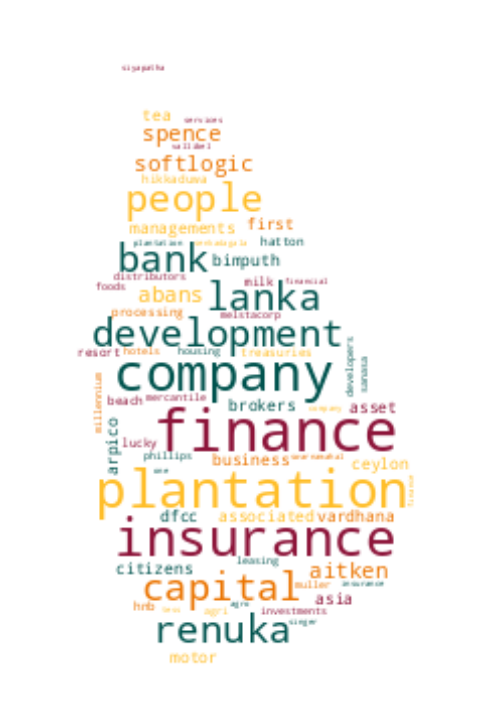 siyapatha
tea services
spence
softlogic
hikkaduwa
people
managements first
plantation hatton
bank bimputh
distributors milk financial
foods abans lanka
processing melstacorp
development developers
resort hotels housing treasuries sanasa
company
millennium beach mercantile
brokers company asset
finance
arpico lucky
phillips business ceylon
one
plantation finance
dfcc associated vardhana
insurance
leasing
citizens aitken
capital muller insurance
hnb less agri agro investments asia
renuka singer
motor